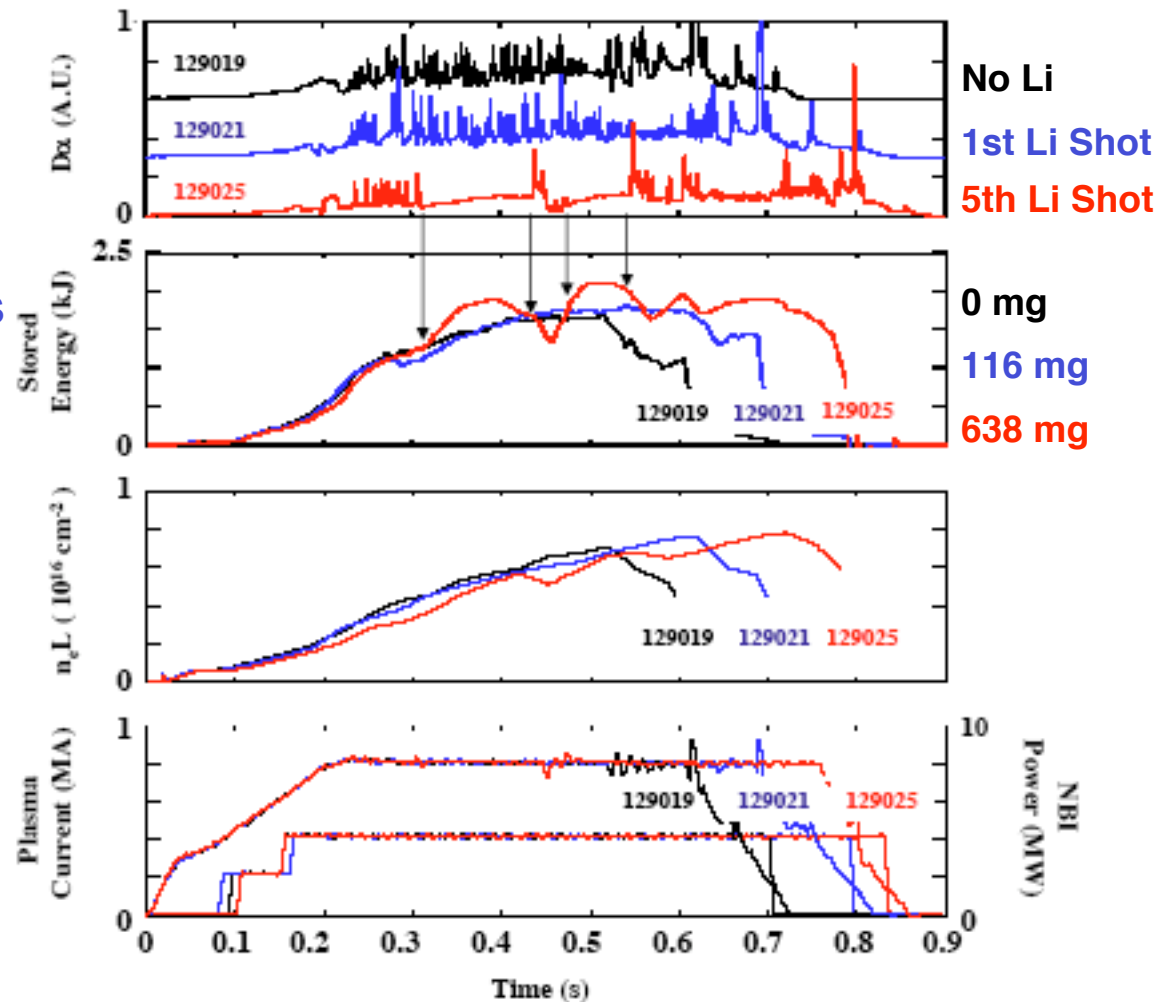 1
Dα (A.U.)
129019
129021
129025
0
No Li
1st Li Shot
5th Li Shot
2.5
Stored
Energy (kJ)
129019 129021 129025
0
0 mg
116 mg
638 mg
s
1
nₑL ( 10¹⁶ cm⁻²)
129019 129021 129025
0
1
Plasma
Current (MA)
129019 129021 129025
0
10
NBI
Power (MW)
0
0 0.1 0.2 0.3 0.4 0.5 0.6 0.7 0.8 0.9
Time (s)